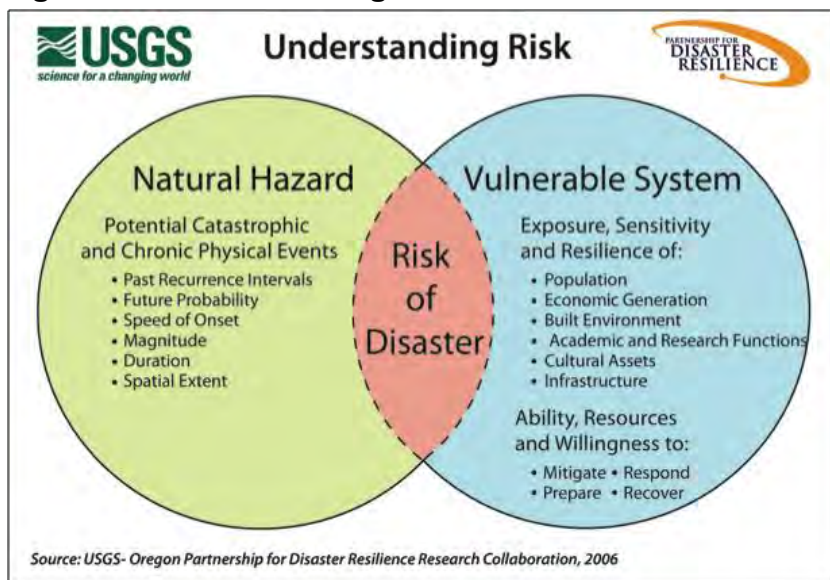 USGS
science for a changing world
Understanding Risk
PARTNERSHIP FOR
DISASTER
RESILIENCE
Natural Hazard
Potential Catastrophic
and Chronic Physical Events
• Past Recurrence Intervals
• Future Probability
• Speed of Onset
• Magnitude
• Duration
• Spatial Extent
Risk
of
Disaster
Vulnerable System
Exposure, Sensitivity
and Resilience of:
• Population
• Economic Generation
• Built Environment
• Academic and Research Functions
• Cultural Assets
• Infrastructure
Ability, Resources
and Willingness to:
• Mitigate • Respond
• Prepare • Recover
Source: USGS- Oregon Partnership for Disaster Resilience Research Collaboration, 2006